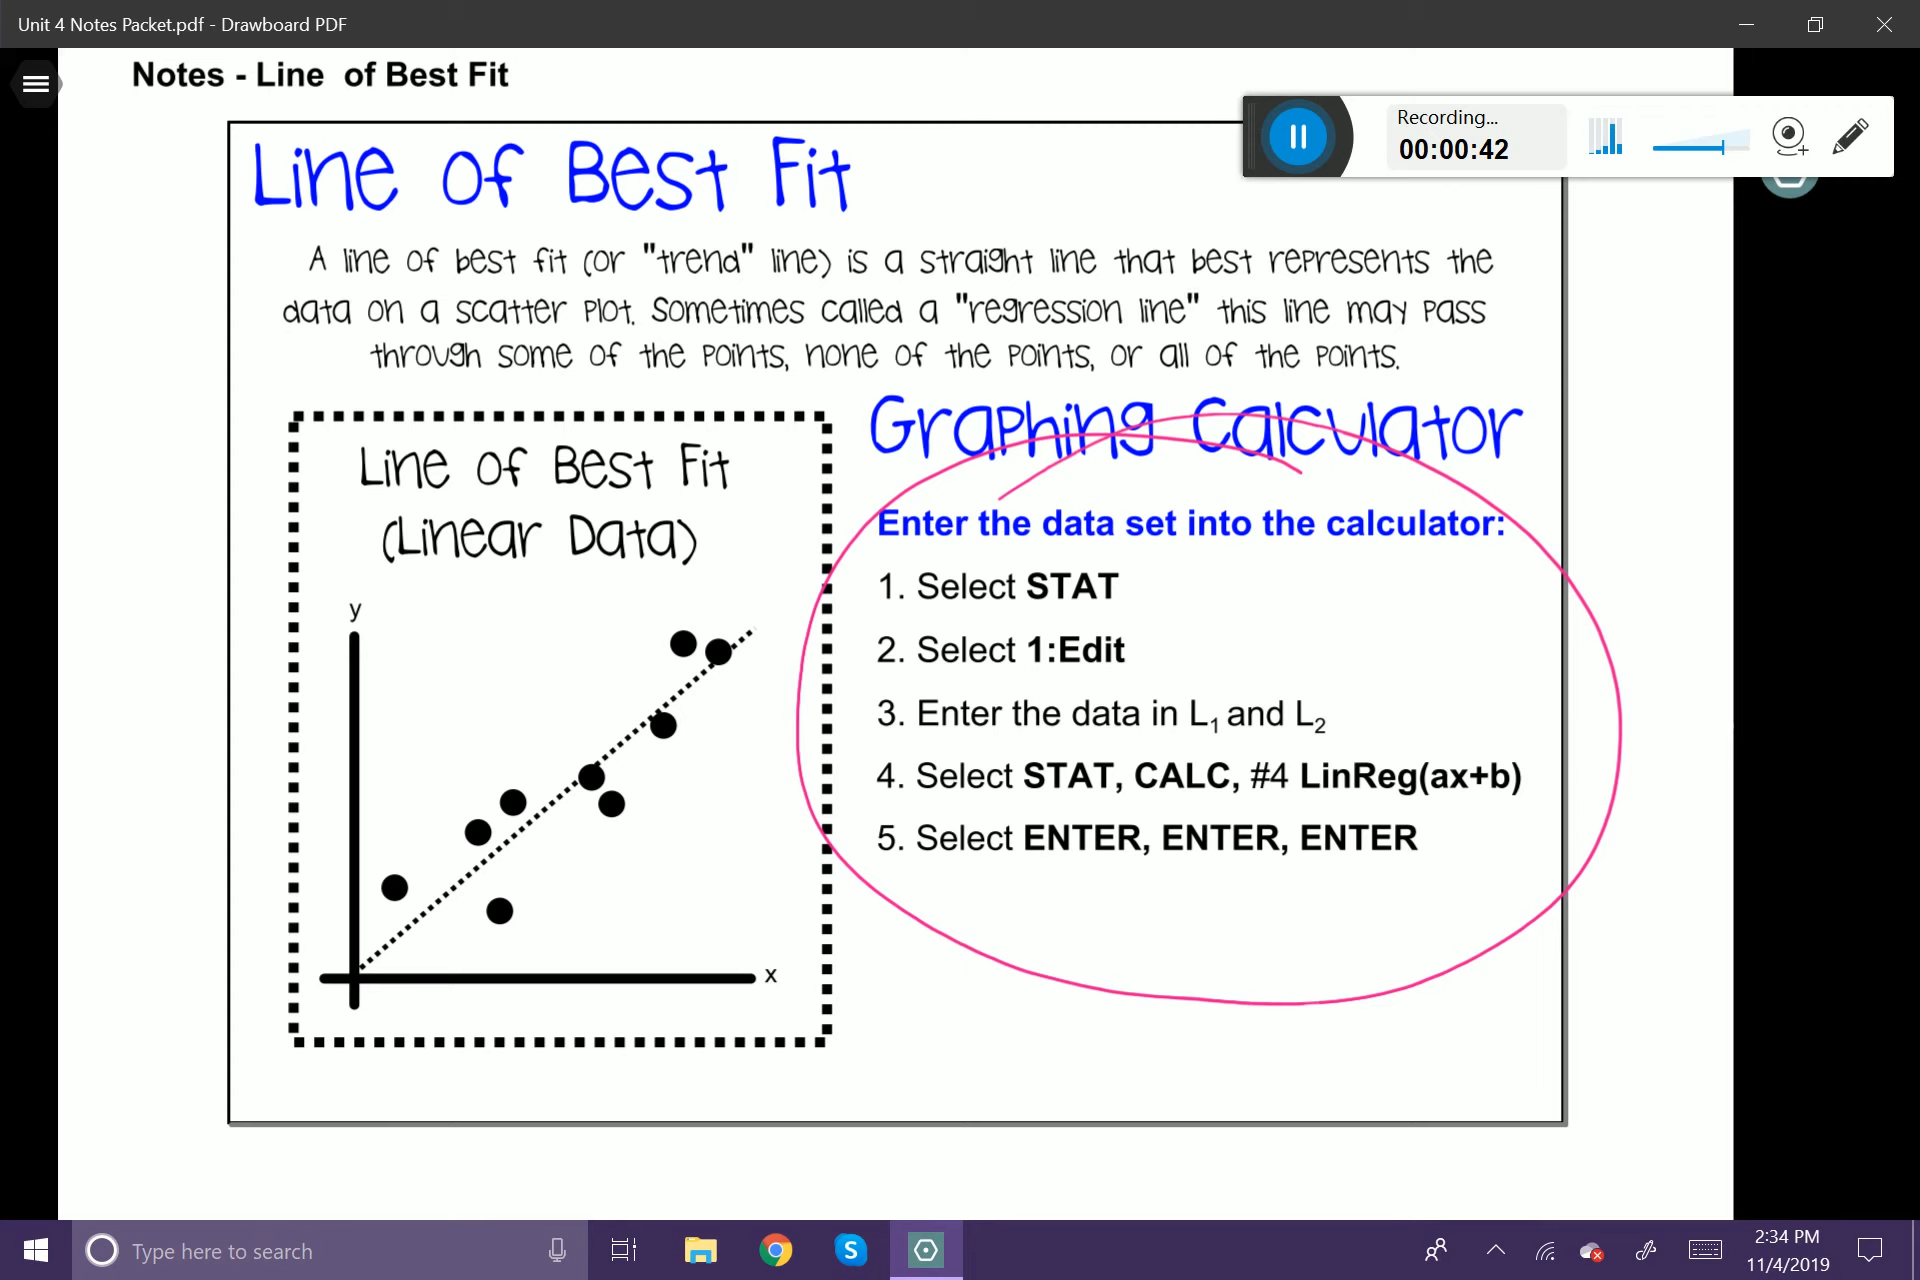 Unit 4 Notes Packet.pdf - Drawboard PDF
Notes - Line of Best Fit
Recording...
00:00:42
Line of Best Fit
A line of best fit (or "trend" line) is a straight line that best represents the
data on a scatter plot. Sometimes called a "regression line" this line may pass
through some of the points, none of the points, or all of the points.
Line of Best Fit
(Linear Data)
y
x
Graphing Calculator
Enter the data set into the calculator:
1. Select STAT
2. Select 1:Edit
3. Enter the data in L₁ and L₂
4. Select STAT, CALC, #4 LinReg(ax+b)
5. Select ENTER, ENTER, ENTER
Type here to search
S
2:34 PM
11/4/2019